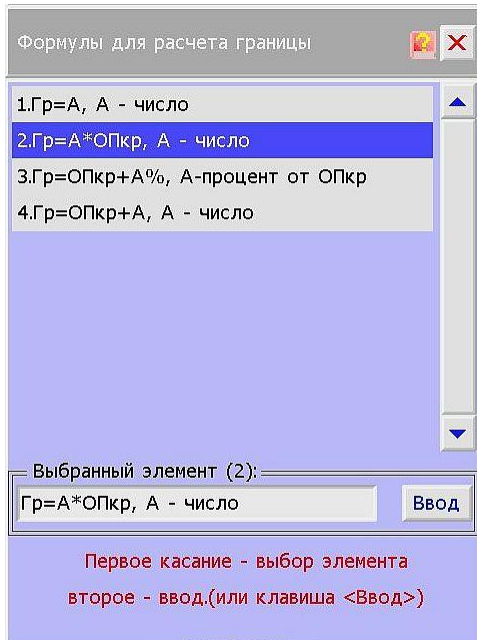 Формулы для расчета границы
1.Гр=А, А - число
2.Гр=А*ОПкр, А - число
3.Гр=ОПкр+А%, А-процент от ОПкр
4.Гр=ОПкр+А, А - число
Выбранный элемент (2):
Гр=А*ОПкр, А - число
Ввод
Первое касание - выбор элемента
второе - ввод.(или клавиша <Ввод>)